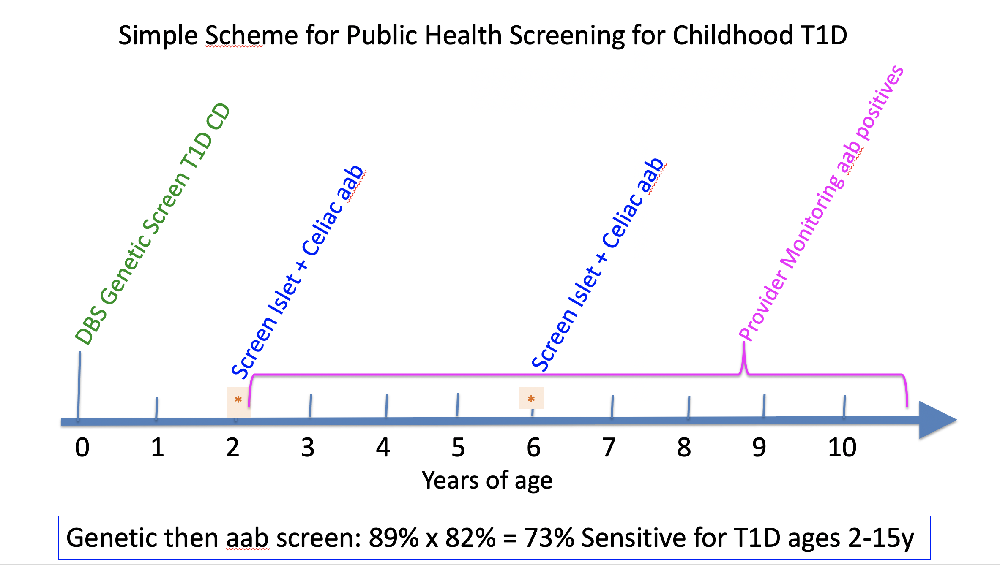 Simple Scheme for Public Health Screening for Childhood T1D
DBS Genetic Screen T1D CD
Screen Islet + Celiac aab
Screen Islet + Celiac aab
Provider Monitoring aab positives
* *
0 1 2 3 4 5 6 7 8 9 10
Years of age
Genetic then aab screen: 89% x 82% = 73% Sensitive for T1D ages 2-15y